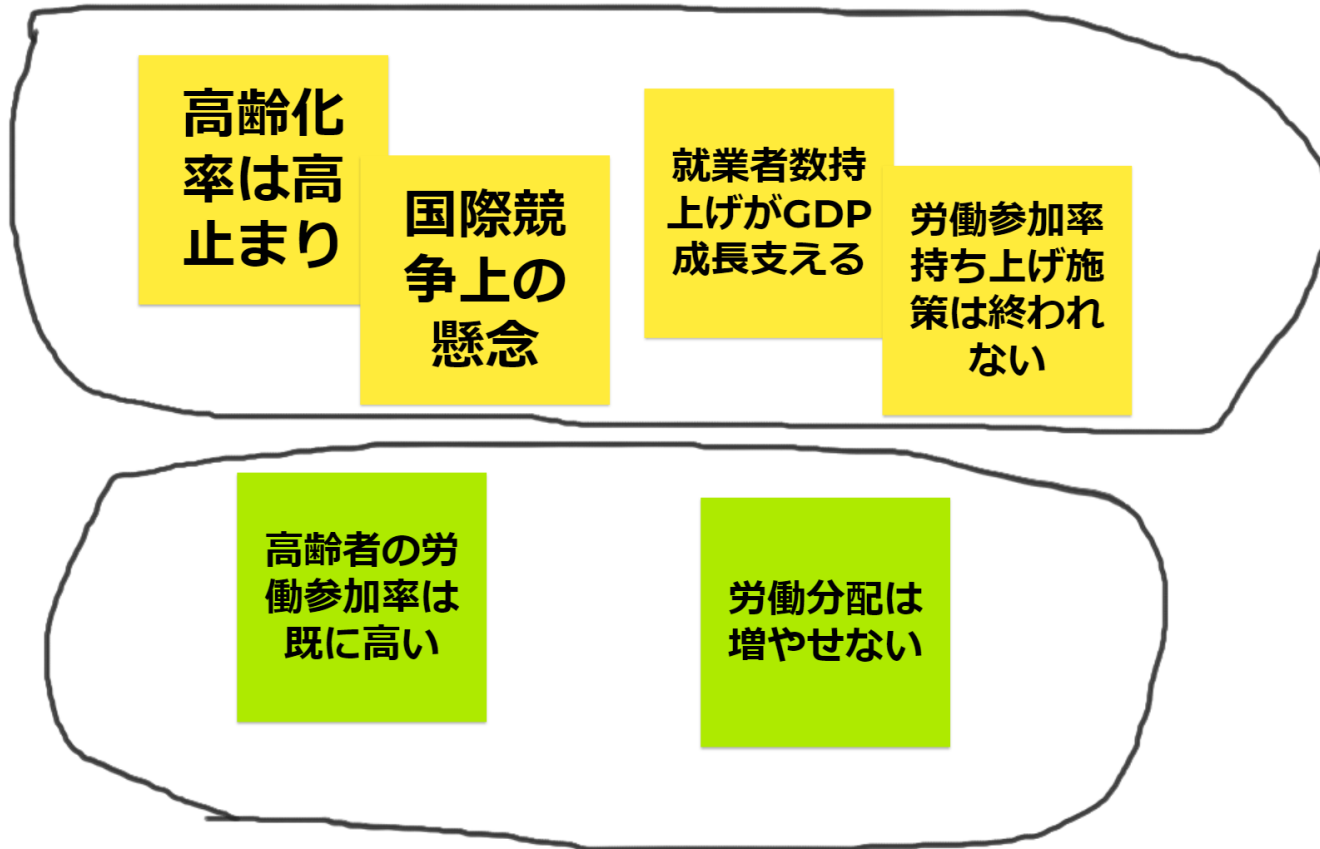 高齢化
率は高
止まり
国際競
争上の
懸念
就業者数持
上げがGDP
成長支える
労働参加率
持ち上げ施
策は終われ
ない
高齢者の労
働参加率は
既に高い
労働分配は
増やせない